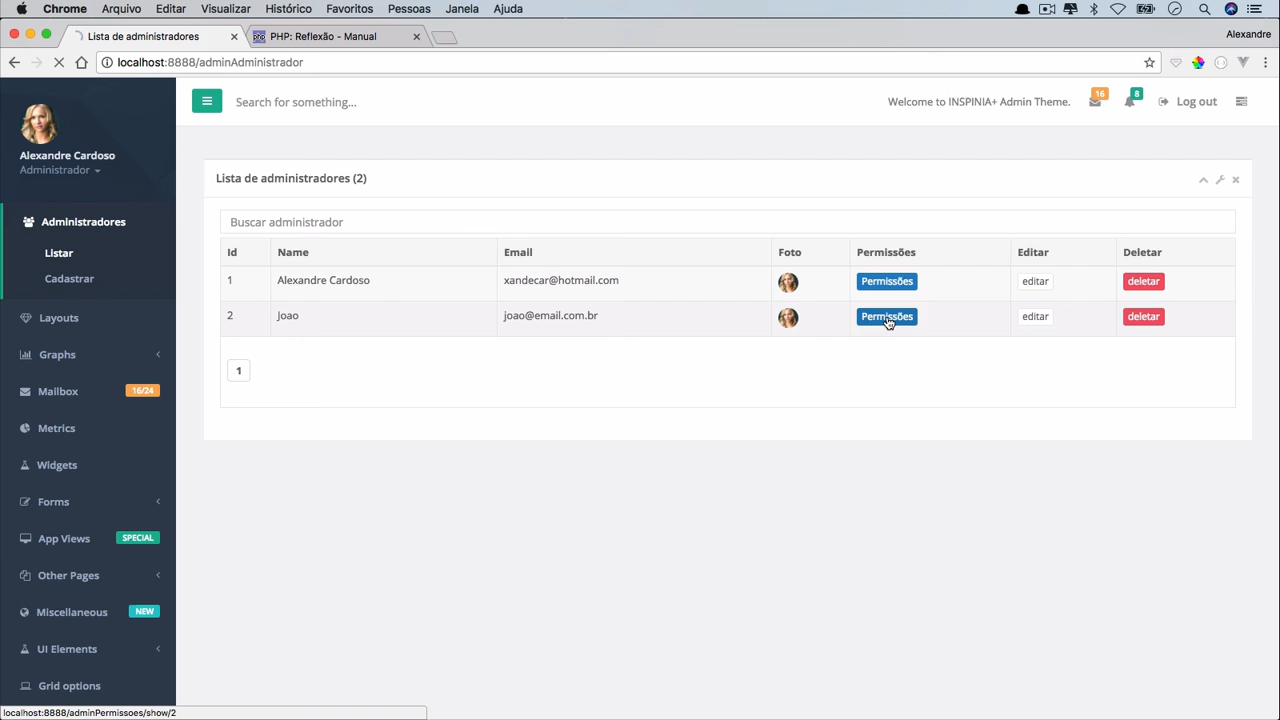 Chrome Arquivo Editar Visualizar Histórico Favoritos Pessoas Janela Ajuda
Lista de administradores
PHP: Reflexão - Manual
Alexandre
localhost:8888/adminAdministrador
Search for something...
Welcome to INSPINIA+ Admin Theme.
16
8
Log out
Alexandre Cardoso
Administrador
Administradores
Listar
Cadastrar
Layouts
Graphs
Mailbox 16/24
Metrics
Widgets
Forms
App Views SPECIAL
Other Pages
Miscellaneous NEW
UI Elements
Grid options
Lista de administradores (2)
Buscar administrador
Id Name Email Foto Permissões Editar Deletar
1 Alexandre Cardoso xandecar@hotmail.com Permissões editar deletar
2 Joao joao@email.com.br Permissões editar deletar
1
localhost:8888/adminPermissoes/show/2